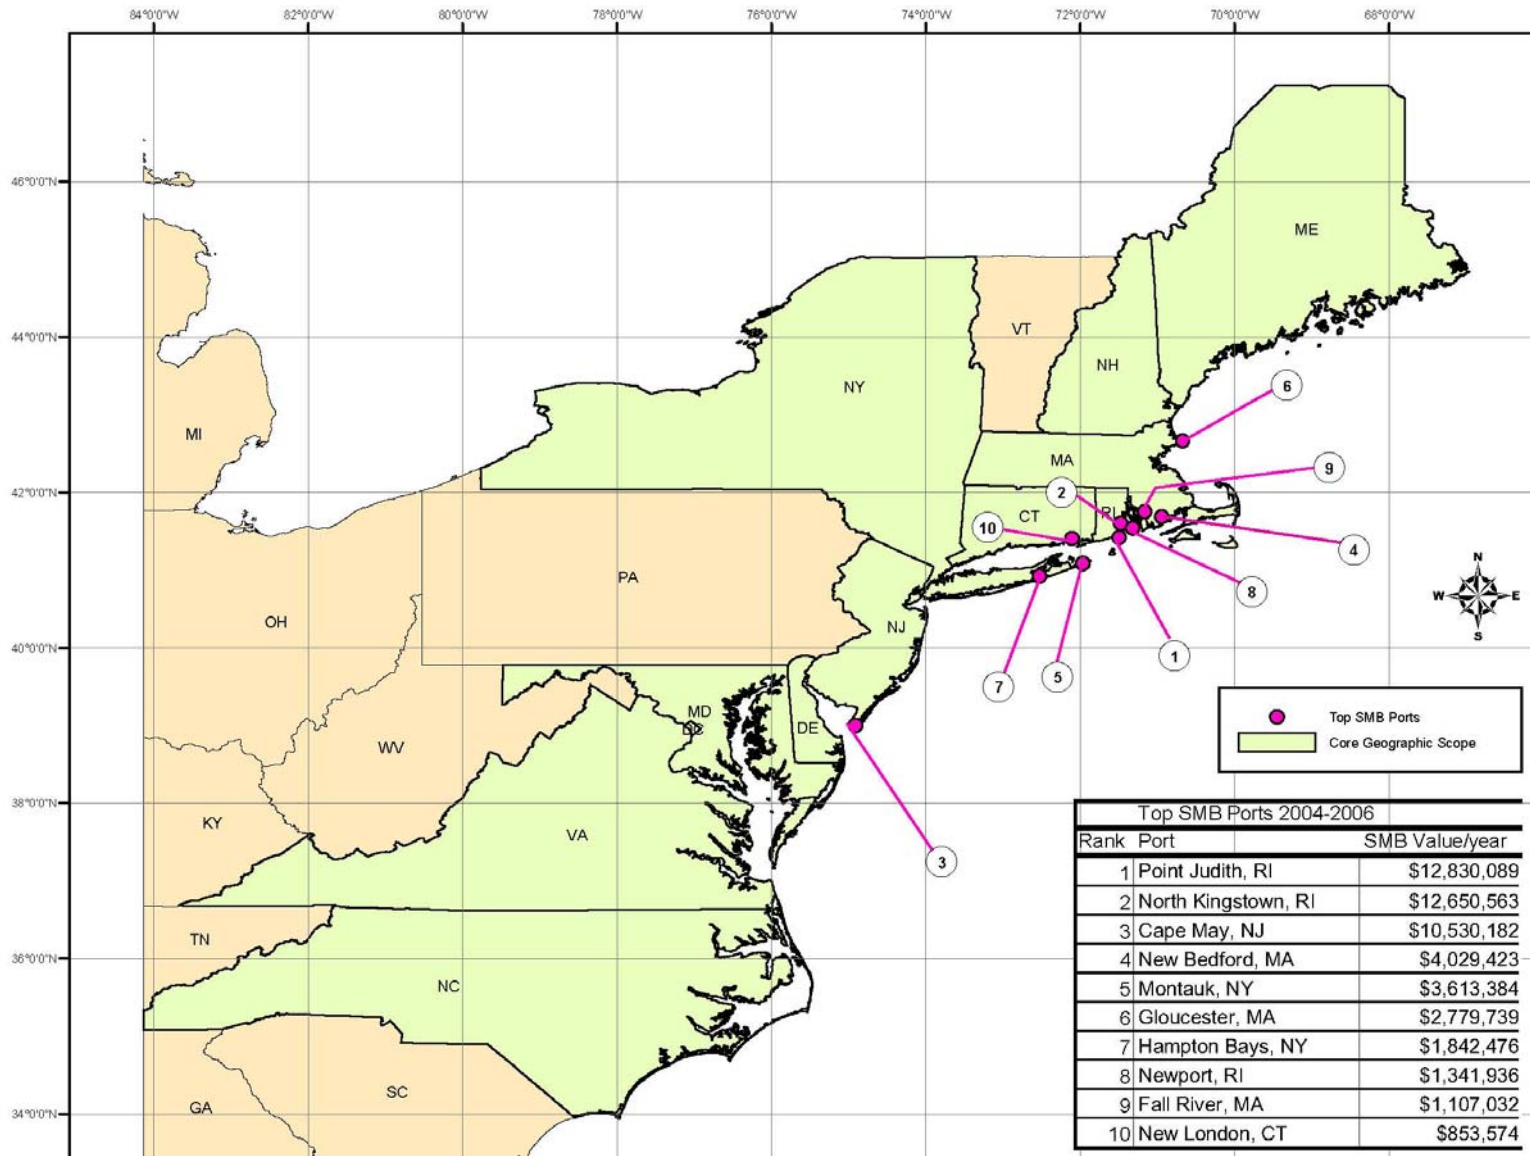 84°0'0"W 82°0'0"W 80°0'0"W 78°0'0"W 76°0'0"W 74°0'0"W 72°0'0"W 70°0'0"W 68°0'0"W
46°0'0"N
ME
44°0'0"N
VT
NH
NY
6
MI
MA
9
42°0'0"N
2
CT
RI
10
4
PA
8
N
W E
S
OH
NJ
40°0'0"N
1
5
7
MD
DC
DE
WV
Top SMB Ports
Core Geographic Scope
38°0'0"N
KY
VA
3
TN
36°0'0"N
NC
SC
GA
34°0'0"N
Top SMB Ports 2004-2006
Rank Port SMB Value/year
1 Point Judith, RI $12,830,089
2 North Kingstown, RI $12,650,563
3 Cape May, NJ $10,530,182
4 New Bedford, MA $4,029,423
5 Montauk, NY $3,613,384
6 Gloucester, MA $2,779,739
7 Hampton Bays, NY $1,842,476
8 Newport, RI $1,341,936
9 Fall River, MA $1,107,032
10 New London, CT $853,574